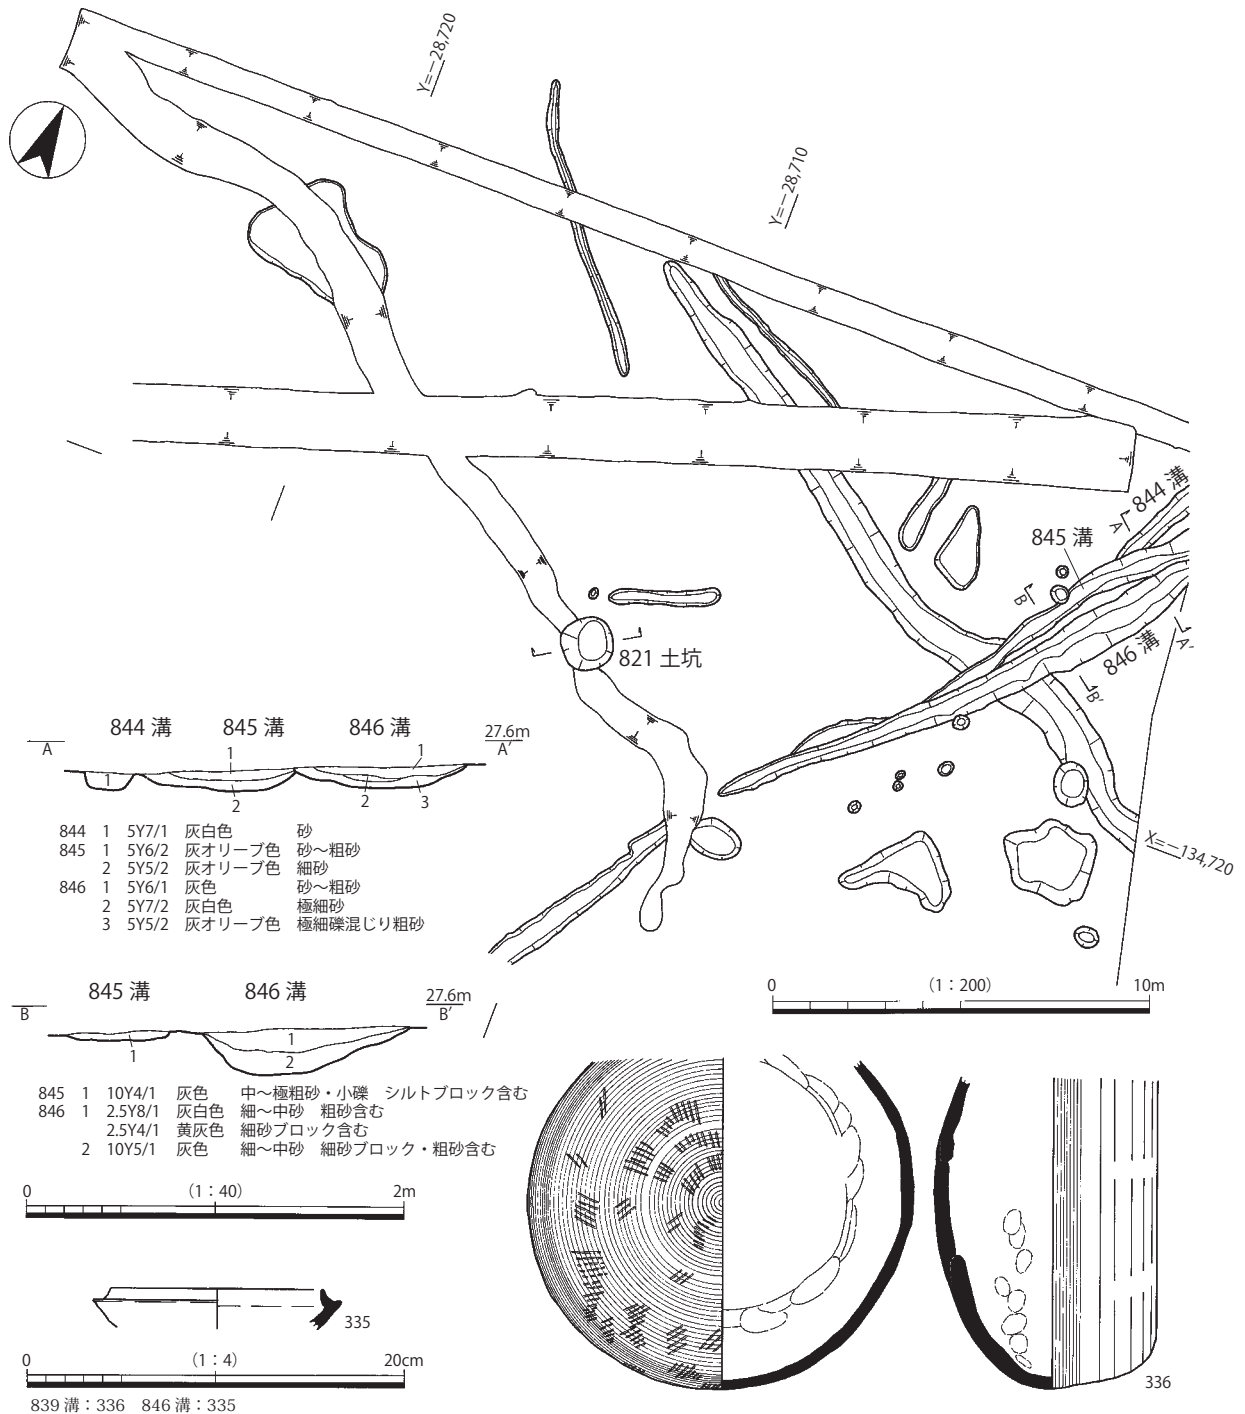 Y=－28,720
Y=－28,710
844 溝
A
845 溝
B
846 溝
A′
B′
821 土坑
X=－134,720
844 溝 845 溝 846 溝
A
27.6m
A′
1
1
1
2
2
3
844 1 5Y7/1 灰白色 砂
845 1 5Y6/2 灰オリーブ色 砂～粗砂
2 5Y5/2 灰オリーブ色 細砂
846 1 5Y6/1 灰色 砂～粗砂
2 5Y7/2 灰白色 極細砂
3 5Y5/2 灰オリーブ色 極細礫混じり粗砂
0 （1：200） 10m
845 溝 846 溝
B
27.6m
B′
1
1
2
845 1 10Y4/1 灰色 中～極粗砂・小礫 シルトブロック含む
846 1 2.5Y8/1 灰白色 細～中砂 粗砂含む
2.5Y4/1 黄灰色 細砂ブロック含む
2 10Y5/1 灰色 細～中砂 細砂ブロック・粗砂含む
0 （1：40） 2m
335
0 （1：4） 20cm
336
839 溝：336 846 溝：335